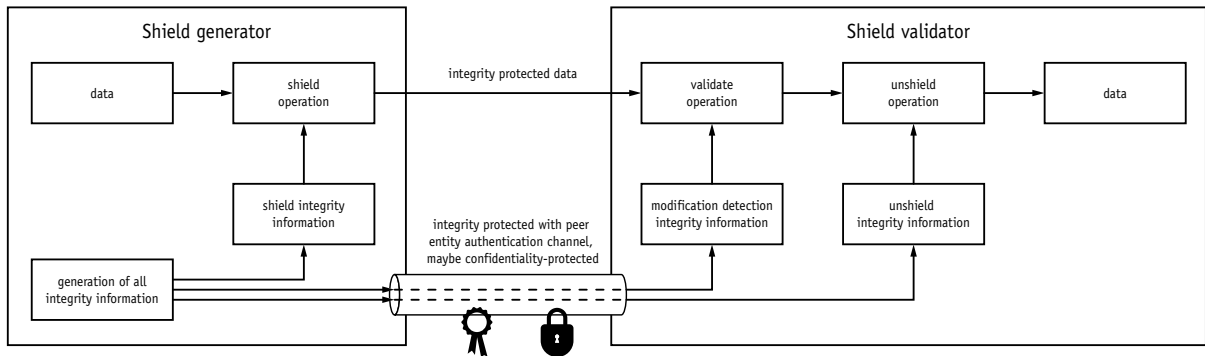 Shield generator
data
shield
operation
shield integrity
information
generation of all
integrity information
integrity protected data
integrity protected with peer
entity authentication channel,
maybe confidentiality-protected
Shield validator
validate
operation
unshield
operation
data
modification detection
integrity information
unshield
integrity information